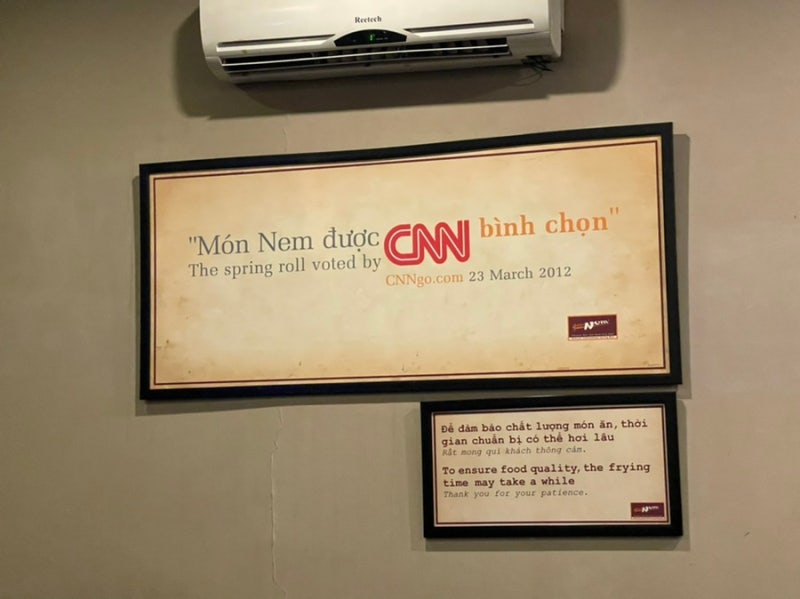 Reetech
"Món Nem được CNN bình chọn"
The spring roll voted by
CNNgo.com 23 March 2012
Để đảm bảo chất lượng món ăn, thời
gian chuẩn bị có thể hơi lâu
Rất mong quí khách thông cảm.
To ensure food quality, the frying
time may take a while
Thank you for your patience.